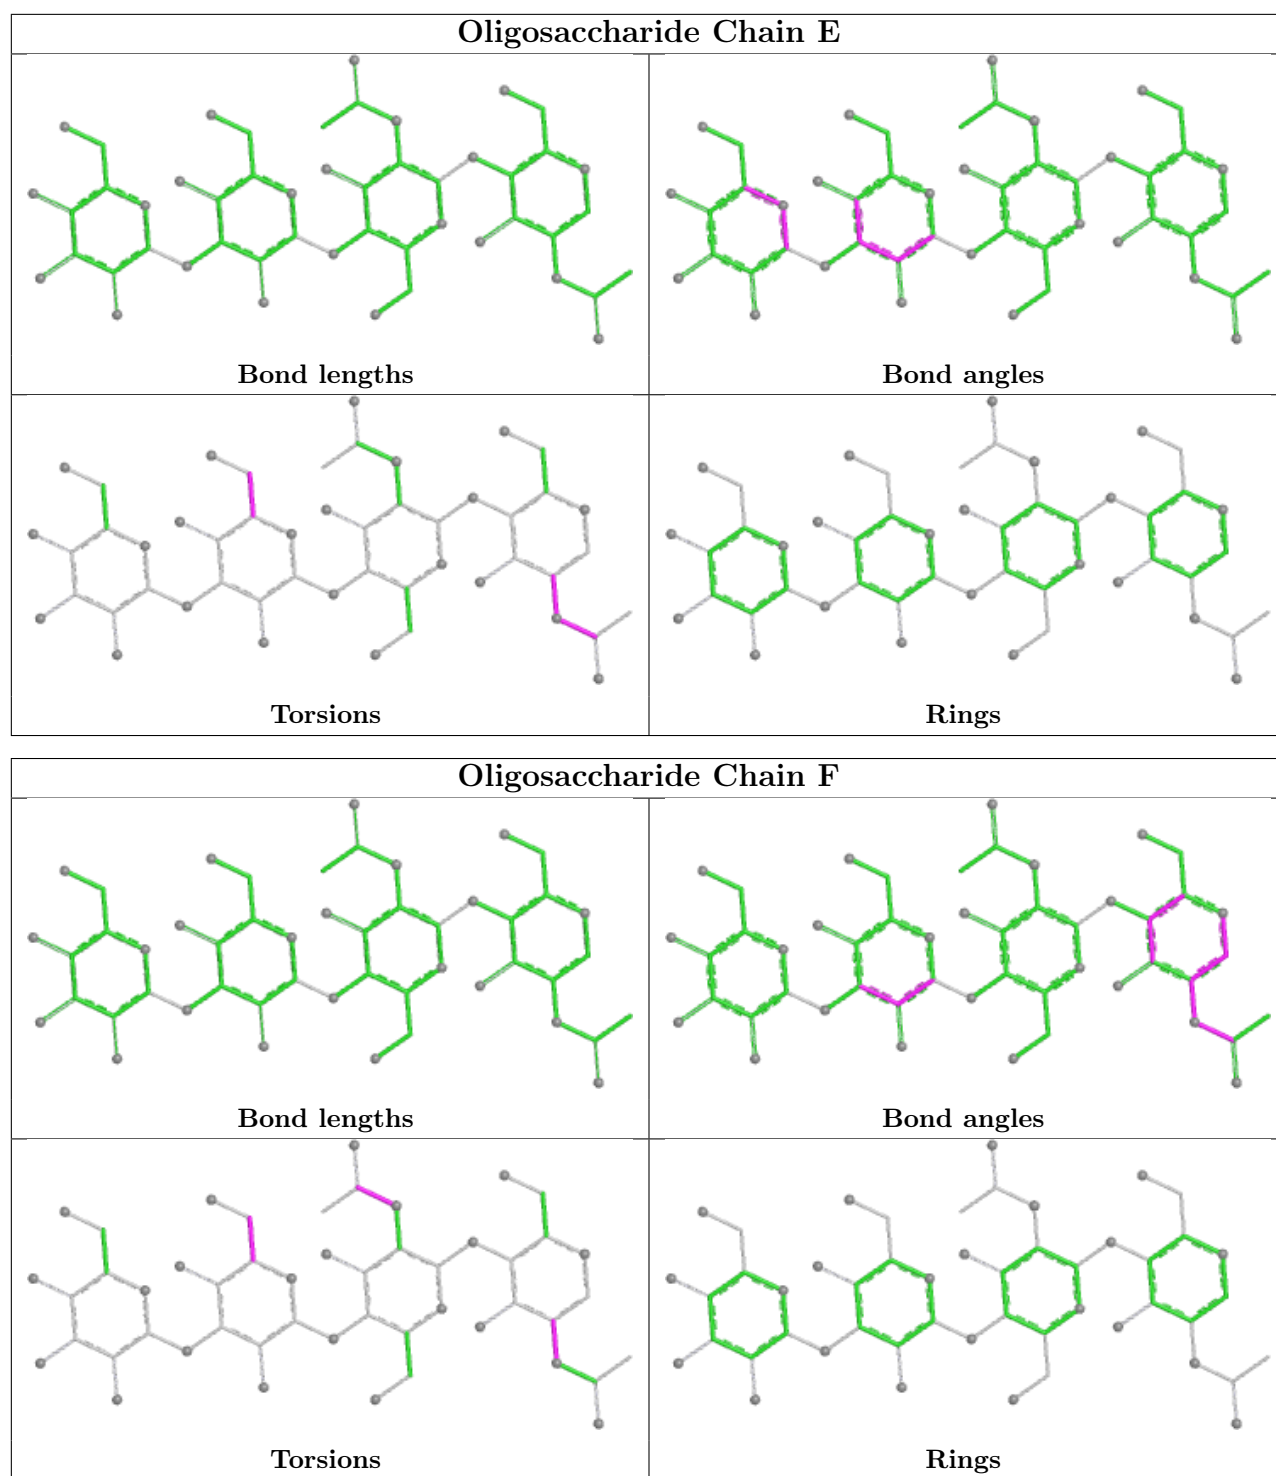 Oligosaccharide Chain E
Bond lengths
Bond angles
Torsions
Rings
Oligosaccharide Chain F
Bond lengths
Bond angles
Torsions
Rings